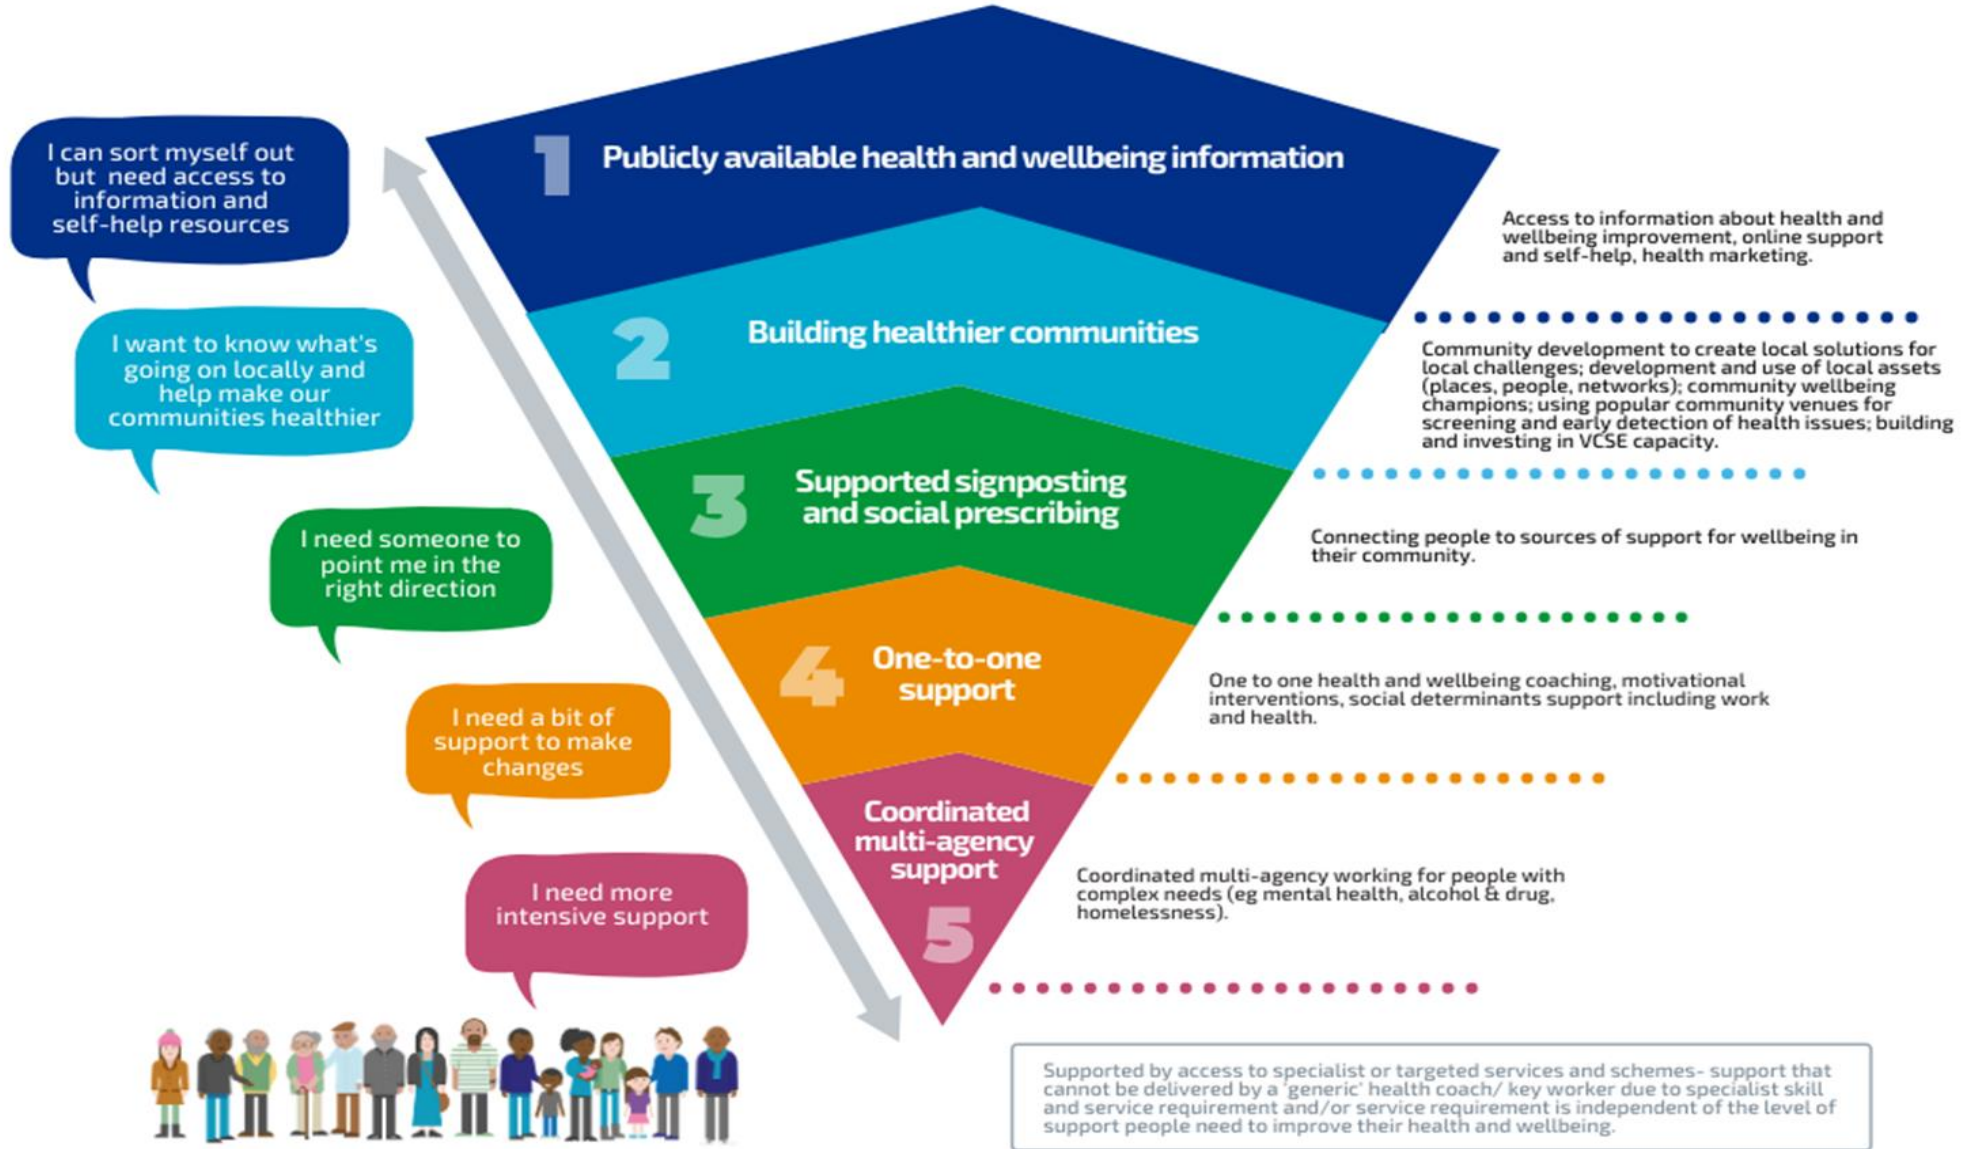 I can sort myself out
but need access to
information and
self-help resources
1
Publicly available health and wellbeing information
Access to information about health and
wellbeing improvement, online support
and self-help, health marketing.
I want to know what's
going on locally and
help make our
communities healthier
2
Building healthier communities
Community development to create local solutions for
local challenges; development and use of local assets
(places, people, networks); community wellbeing
champions; using popular community venues for
screening and early detection of health issues; building
and investing in VCSE capacity.
I need someone to
point me in the
right direction
3
Supported signposting
and social prescribing
Connecting people to sources of support for wellbeing in
their community.
I need a bit of
support to make
changes
4
One-to-one
support
One to one health and wellbeing coaching, motivational
interventions, social determinants support including work
and health.
I need more
intensive support
Coordinated
multi-agency
support
5
Coordinated multi-agency working for people with
complex needs (eg mental health, alcohol & drug,
homelessness).
Supported by access to specialist or targeted services and schemes- support that
cannot be delivered by a 'generic' health coach/ key worker due to specialist skill
and service requirement and/or service requirement is independent of the level of
support people need to improve their health and wellbeing.